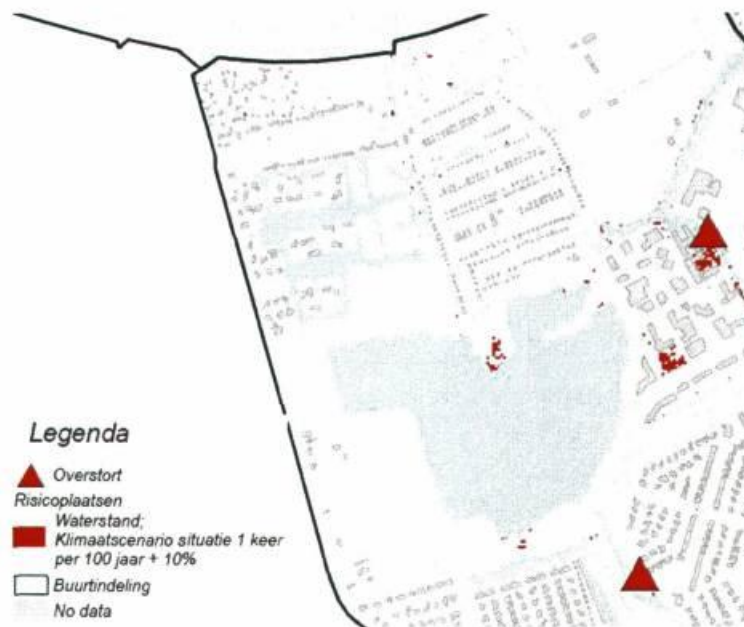 Legenda
Overstort
Risicoplaatsen
Waterstand;
Klimaatscenario situatie 1 keer
per 100 jaar + 10%
Buurtindeling
No data